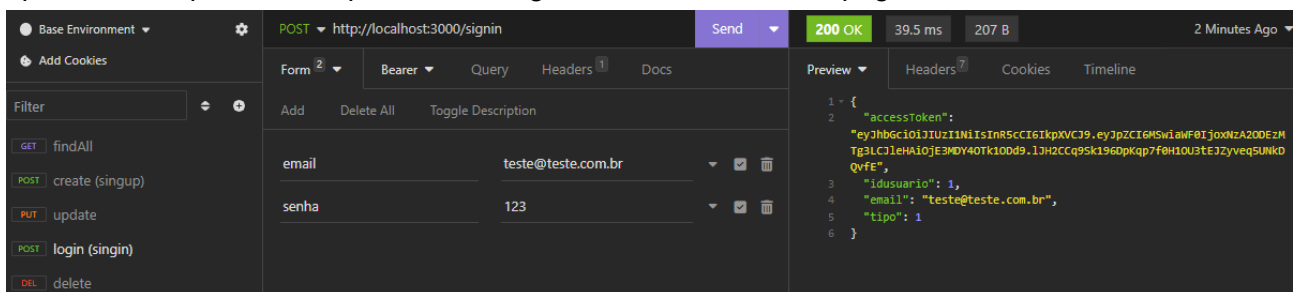 Base Environment
Add Cookies
Filter
GET findAll
POST create (singup)
PUT update
POST login (singin)
DEL delete
POST http://localhost:3000/signin
Send
Form 2 Bearer Query Headers 1 Docs
Add Delete All Toggle Description
email teste@teste.com.br
senha 123
200 OK 39.5 ms 207 B 2 Minutes Ago
Preview Headers 7 Cookies Timeline
1 {
2 "accessToken":
"eyJhbGciOiJIUzI1NiIsInR5cCI6IkpXVCJ9.eyJpZCI6MSwiaWF0IjoxNzA2ODEzM
3 "idusuario": 1,
4 "email": "teste@teste.com.br",
5 "tipo": 1
6 }